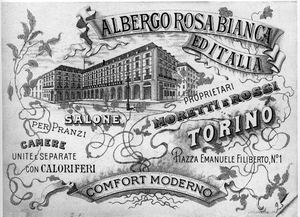 ALBERGO ROSA BIANCA
ED ITALIA
SALONE
PER PRANZI
CAMERE
UNITE E SEPARATE
CON CALORIFERI
PROPRIETARI
MORETTI E ROSSI
TORINO
PIAZZA EMANUELE FILIBERTO, Nº1
COMFORT MODERNO